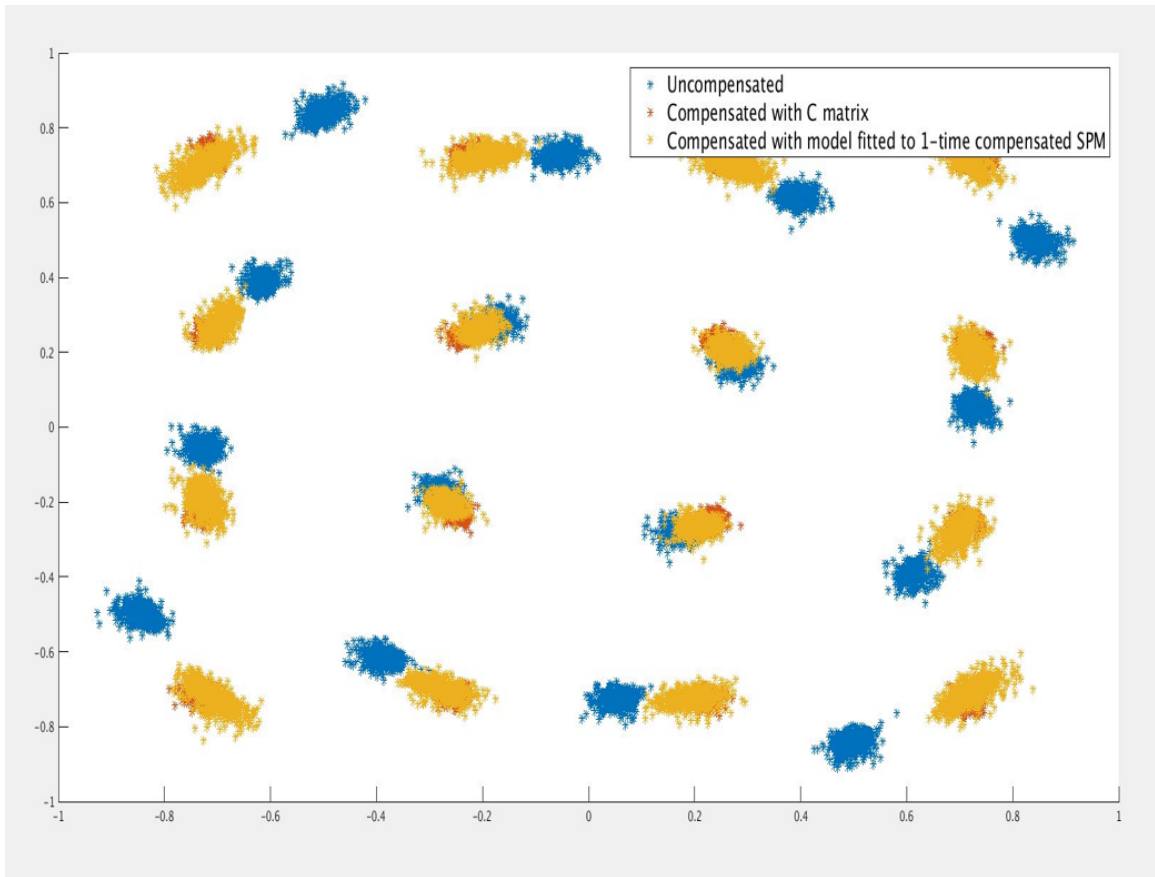 1
0.8
0.6
0.4
0.2
0
-0.2
-0.4
-0.6
-0.8
-1
-1 -0.8 -0.6 -0.4 -0.2 0 0.2 0.4 0.6 0.8 1
Uncompensated
Compensated with C matrix
Compensated with model fitted to 1-time compensated SPM